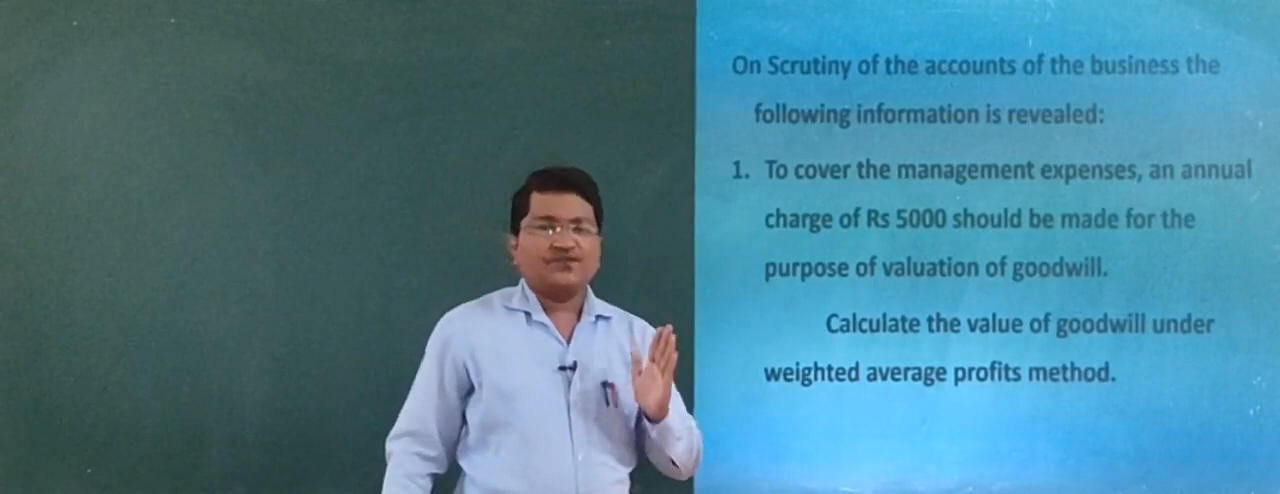 On Scrutiny of the accounts of the business the
following information is revealed:
1. To cover the management expenses, an annual
charge of Rs 5000 should be made for the
purpose of valuation of goodwill.
Calculate the value of goodwill under
weighted average profits method.